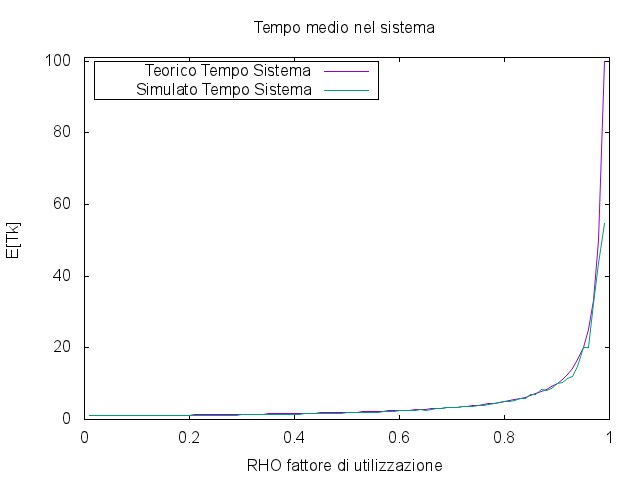 Tempo medio nel sistema
Teorico Tempo Sistema
Simulato Tempo Sistema
100
80
60
40
20
0
E[Tk]
0 0.2 0.4 0.6 0.8 1
RHO fattore di utilizzazione